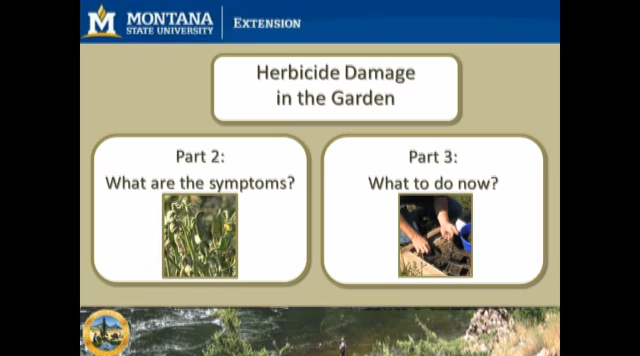 MONTANA
STATE UNIVERSITY
EXTENSION
Herbicide Damage
in the Garden
Part 2:
What are the symptoms?
Part 3:
What to do now?